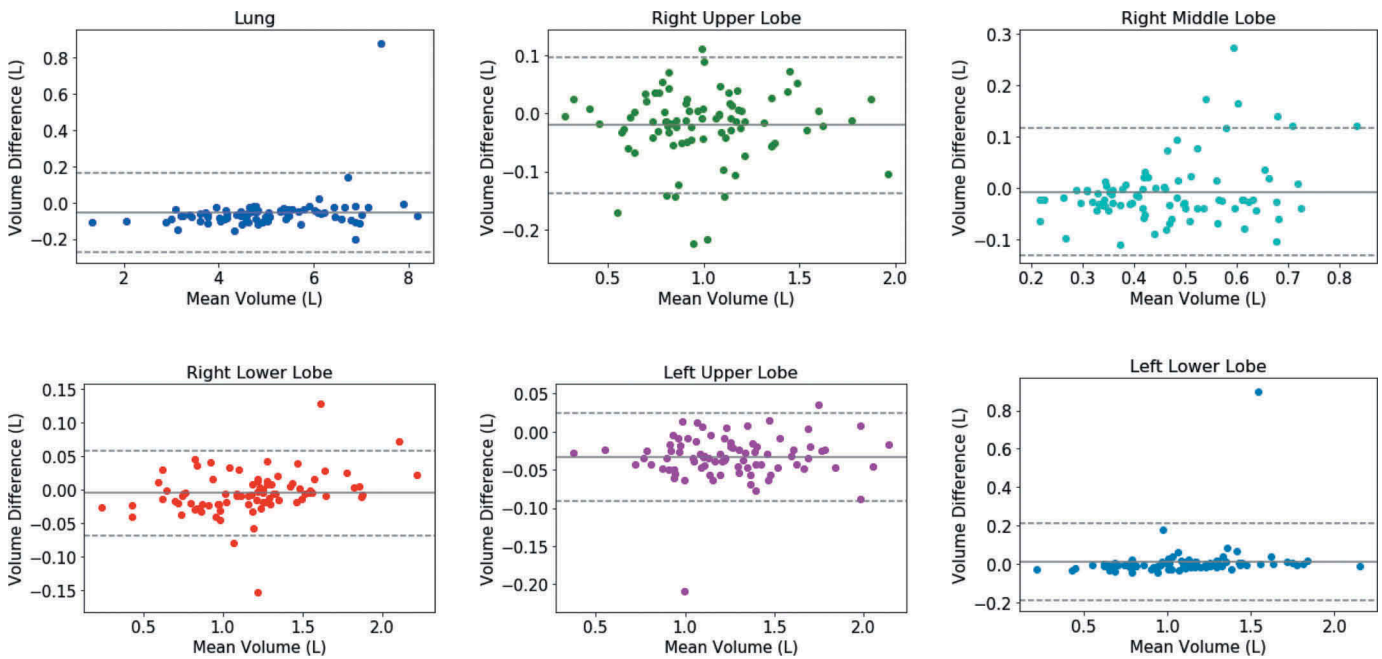 Lung
Volume Difference (L)
0.8
0.6
0.4
0.2
0.0
−0.2
2 4 6 8
Mean Volume (L)
Right Upper Lobe
Volume Difference (L)
0.1
0.0
−0.1
−0.2
0.5 1.0 1.5 2.0
Mean Volume (L)
Right Middle Lobe
Volume Difference (L)
0.3
0.2
0.1
0.0
−0.1
0.2 0.3 0.4 0.5 0.6 0.7 0.8
Mean Volume (L)
Right Lower Lobe
Volume Difference (L)
0.15
0.10
0.05
0.00
−0.05
−0.10
−0.15
0.5 1.0 1.5 2.0
Mean Volume (L)
Left Upper Lobe
Volume Difference (L)
0.05
0.00
−0.05
−0.10
−0.15
−0.20
0.5 1.0 1.5 2.0
Mean Volume (L)
Left Lower Lobe
Volume Difference (L)
0.8
0.6
0.4
0.2
0.0
−0.2
0.5 1.0 1.5 2.0
Mean Volume (L)